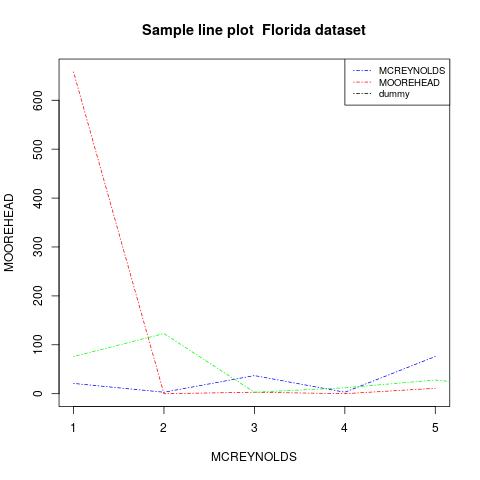 Sample line plot  Florida dataset
MCREYNOLDS
MOOREHEAD
dummy
600
500
400
300
200
100
0
MOOREHEAD
1 2 3 4 5
MCREYNOLDS